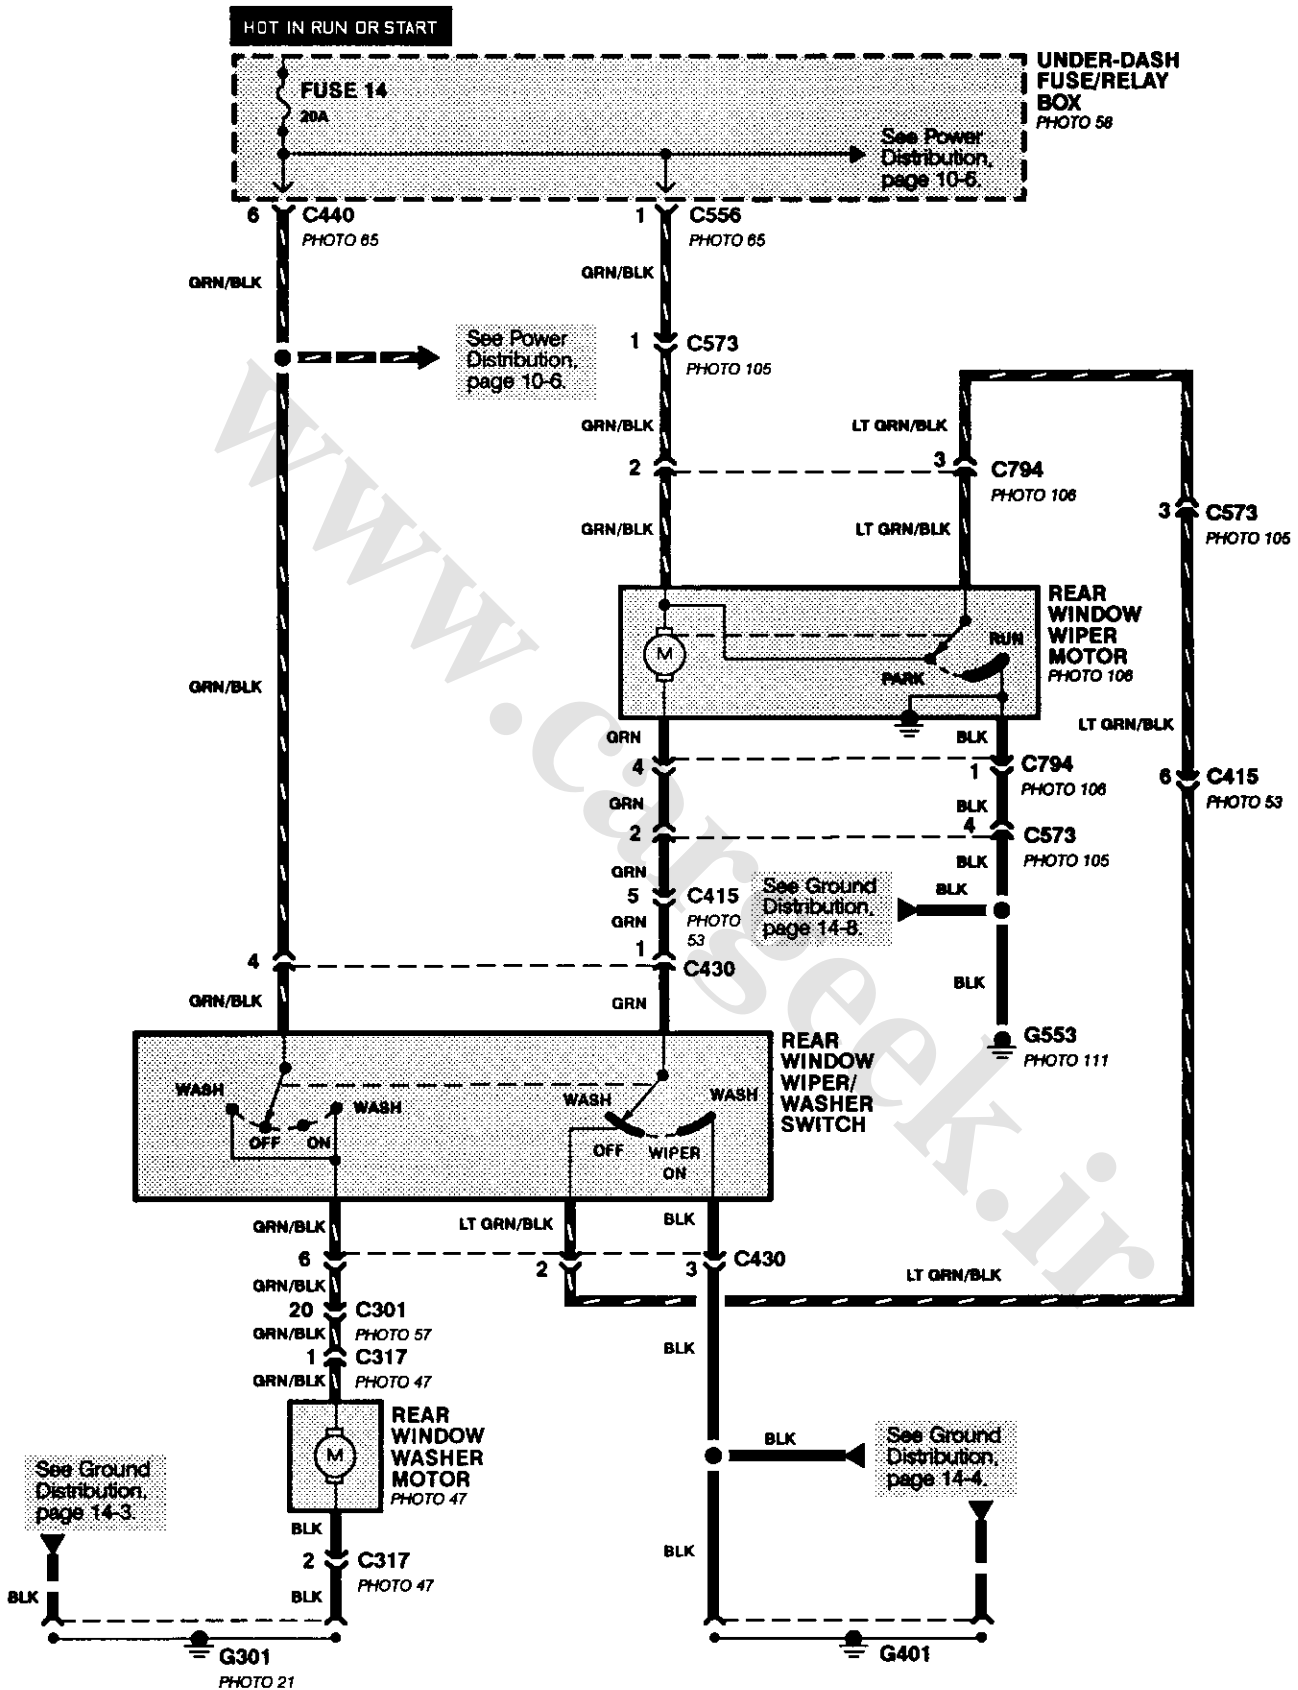 HOT IN RUN OR START
UNDER-DASH
FUSE/RELAY
BOX
PHOTO 58
FUSE 14
20A
See Power
Distribution,
page 10-6.
6
C440
PHOTO 65
1
C556
PHOTO 65
GRN/BLK
GRN/BLK
See Power
Distribution,
page 10-6.
1
C573
PHOTO 105
GRN/BLK
LT GRN/BLK
2
3
C794
PHOTO 106
GRN/BLK
LT GRN/BLK
3
C573
PHOTO 105
REAR
WINDOW
WIPER
MOTOR
PHOTO 106
M
RUN
PARK
GRN/BLK
GRN
BLK
LT GRN/BLK
4
1
C794
PHOTO 106
6
C415
PHOTO 53
GRN
BLK
2
4
C573
PHOTO 105
GRN
BLK
5
C415
PHOTO
53
See Ground
Distribution,
page 14-8.
BLK
GRN
4
1
C430
BLK
GRN/BLK
GRN
G553
PHOTO 111
REAR
WINDOW
WIPER/
WASHER
SWITCH
WASH
WASH
OFF
ON
WASH
WASH
OFF
WIPER
ON
GRN/BLK
LT GRN/BLK
BLK
6
2
3
C430
GRN/BLK
LT GRN/BLK
20
C301
PHOTO 57
GRN/BLK
1
C317
PHOTO 47
GRN/BLK
BLK
REAR
WINDOW
WASHER
MOTOR
PHOTO 47
M
BLK
See Ground
Distribution,
page 14-4.
See Ground
Distribution,
page 14-3.
BLK
2
C317
PHOTO 47
BLK
BLK
BLK
G301
PHOTO 21
G401
www.cargeek.ir